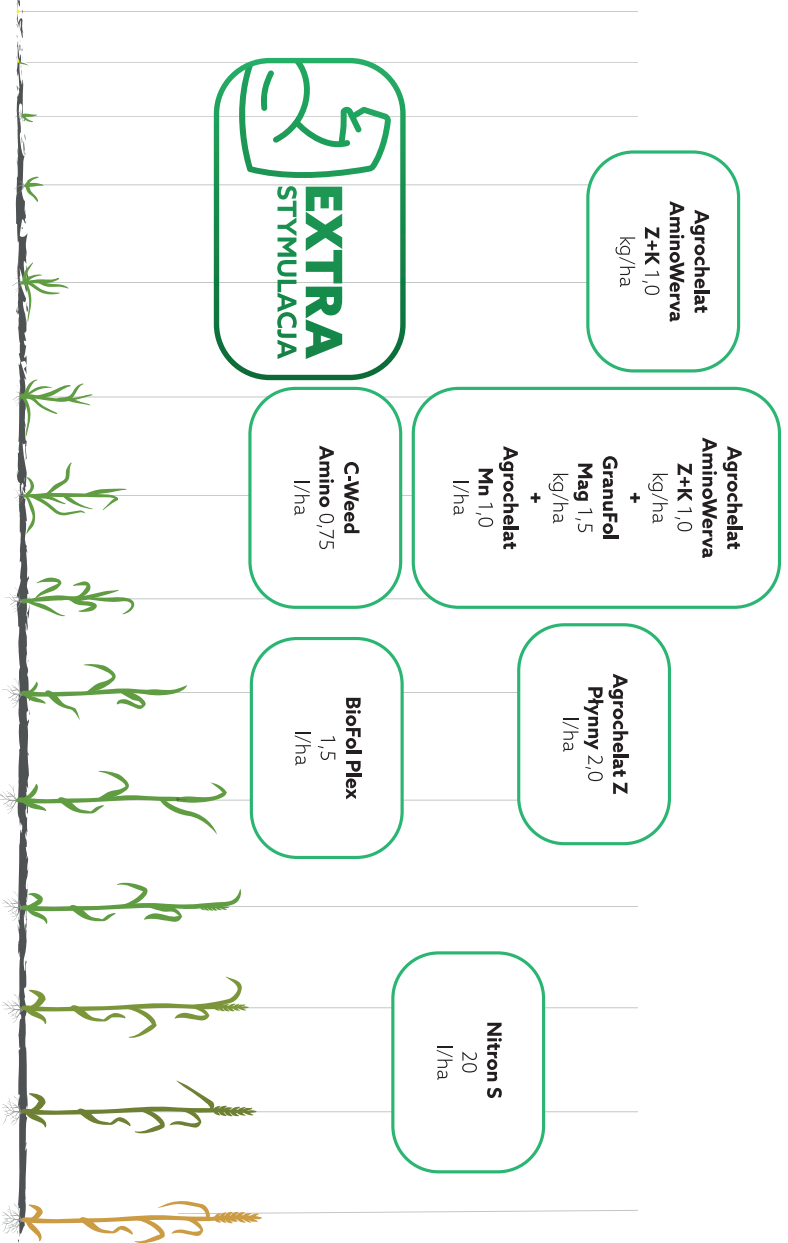 Agrochelat
AminoWerva
Z+K 1,0
kg/ha
Agrochelat
AminoWerva
Z+K 1,0
kg/ha
+
GranuFol
Mag 1,5
kg/ha
+
Agrochelat
Mn 1,0
l/ha
Agrochelat Z
Płynny 2,0
l/ha
Nitron S
20
l/ha
EXTRA
STYMULACJA
C-Weed
Amino 0,75
l/ha
BioFol Plex
1,5
l/ha